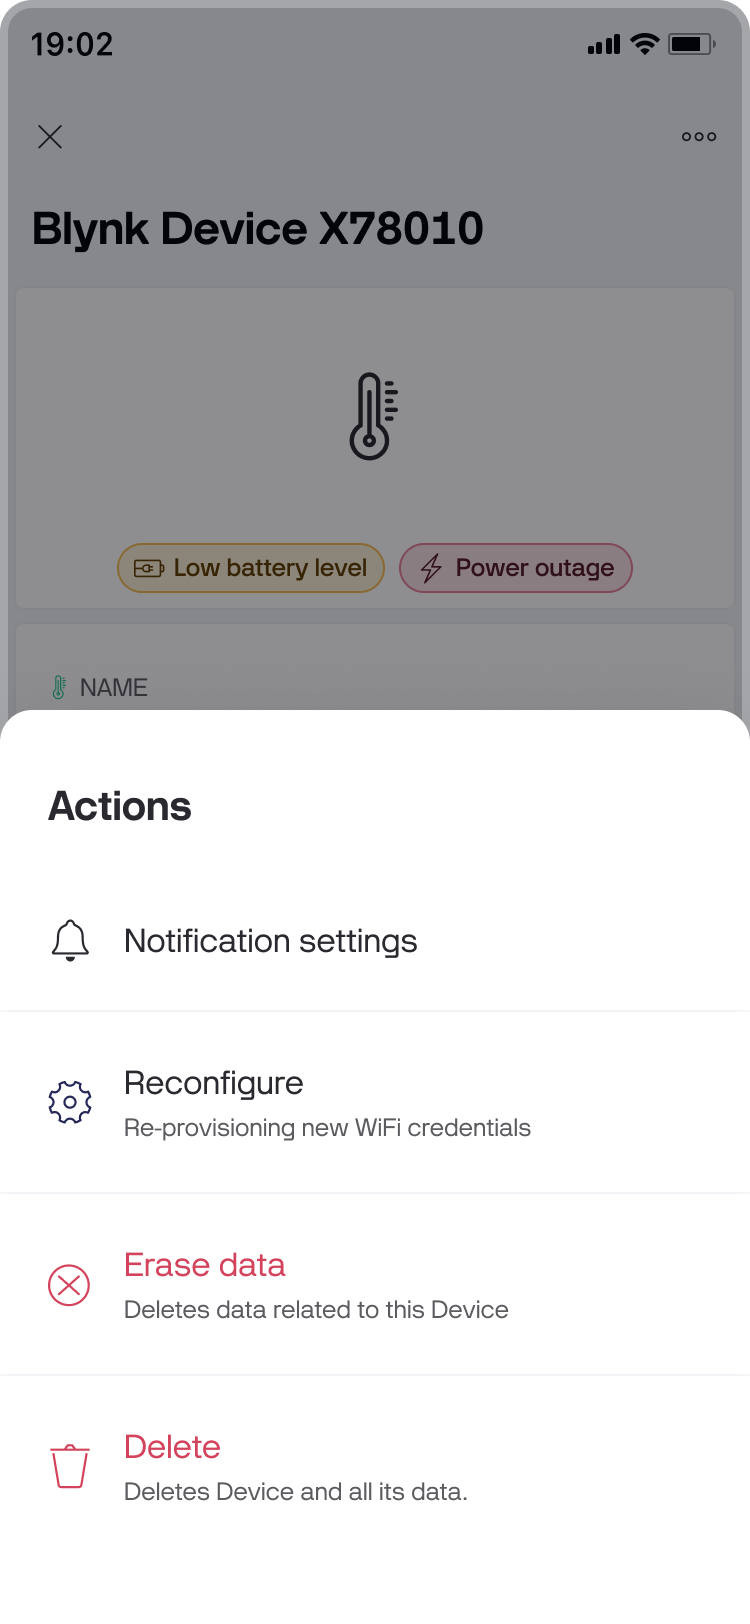 19:02
Blynk Device X78010
Low battery level
Power outage
NAME
Actions
Notification settings
Reconfigure
Re-provisioning new WiFi credentials
Erase data
Deletes data related to this Device
Delete
Deletes Device and all its data.